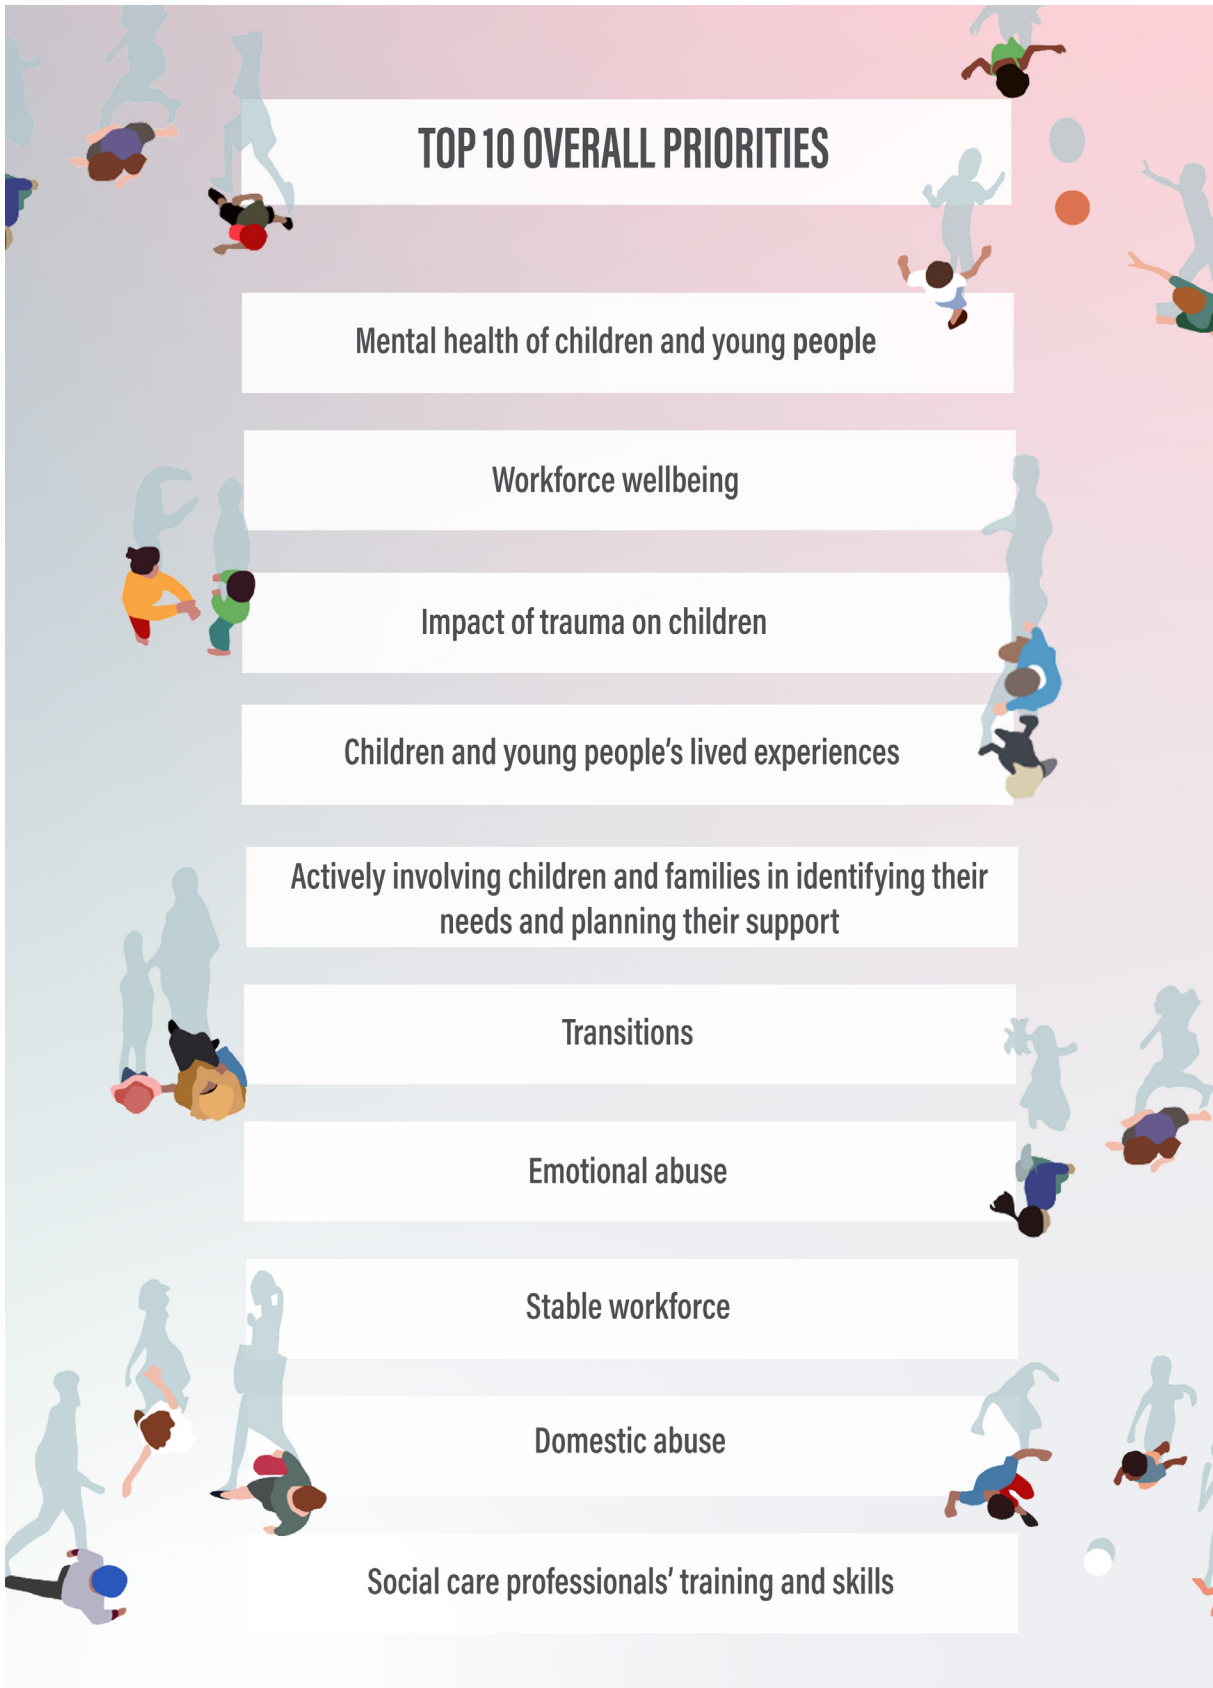 TOP 10 OVERALL PRIORITIES
Mental health of children and young people
Workforce wellbeing
Impact of trauma on children
Children and young people's lived experiences
Actively involving children and families in identifying their
needs and planning their support
Transitions
Emotional abuse
Stable workforce
Domestic abuse
Social care professionals' training and skills